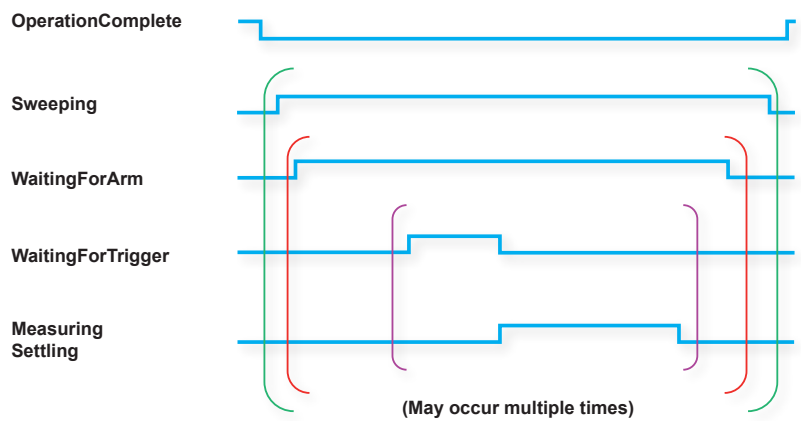 OperationComplete
Sweeping
WaitingForArm
WaitingForTrigger
Measuring
Settling
(May occur multiple times)